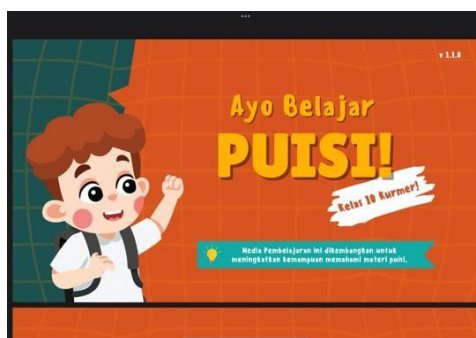 v 1.1.0
Ayo Belajar
PUISI!
Kelas 10 Kurmer!
Media Pembelajaran ini dikembangkan untuk
meningkatkan kemampuan memahami materi puisi.